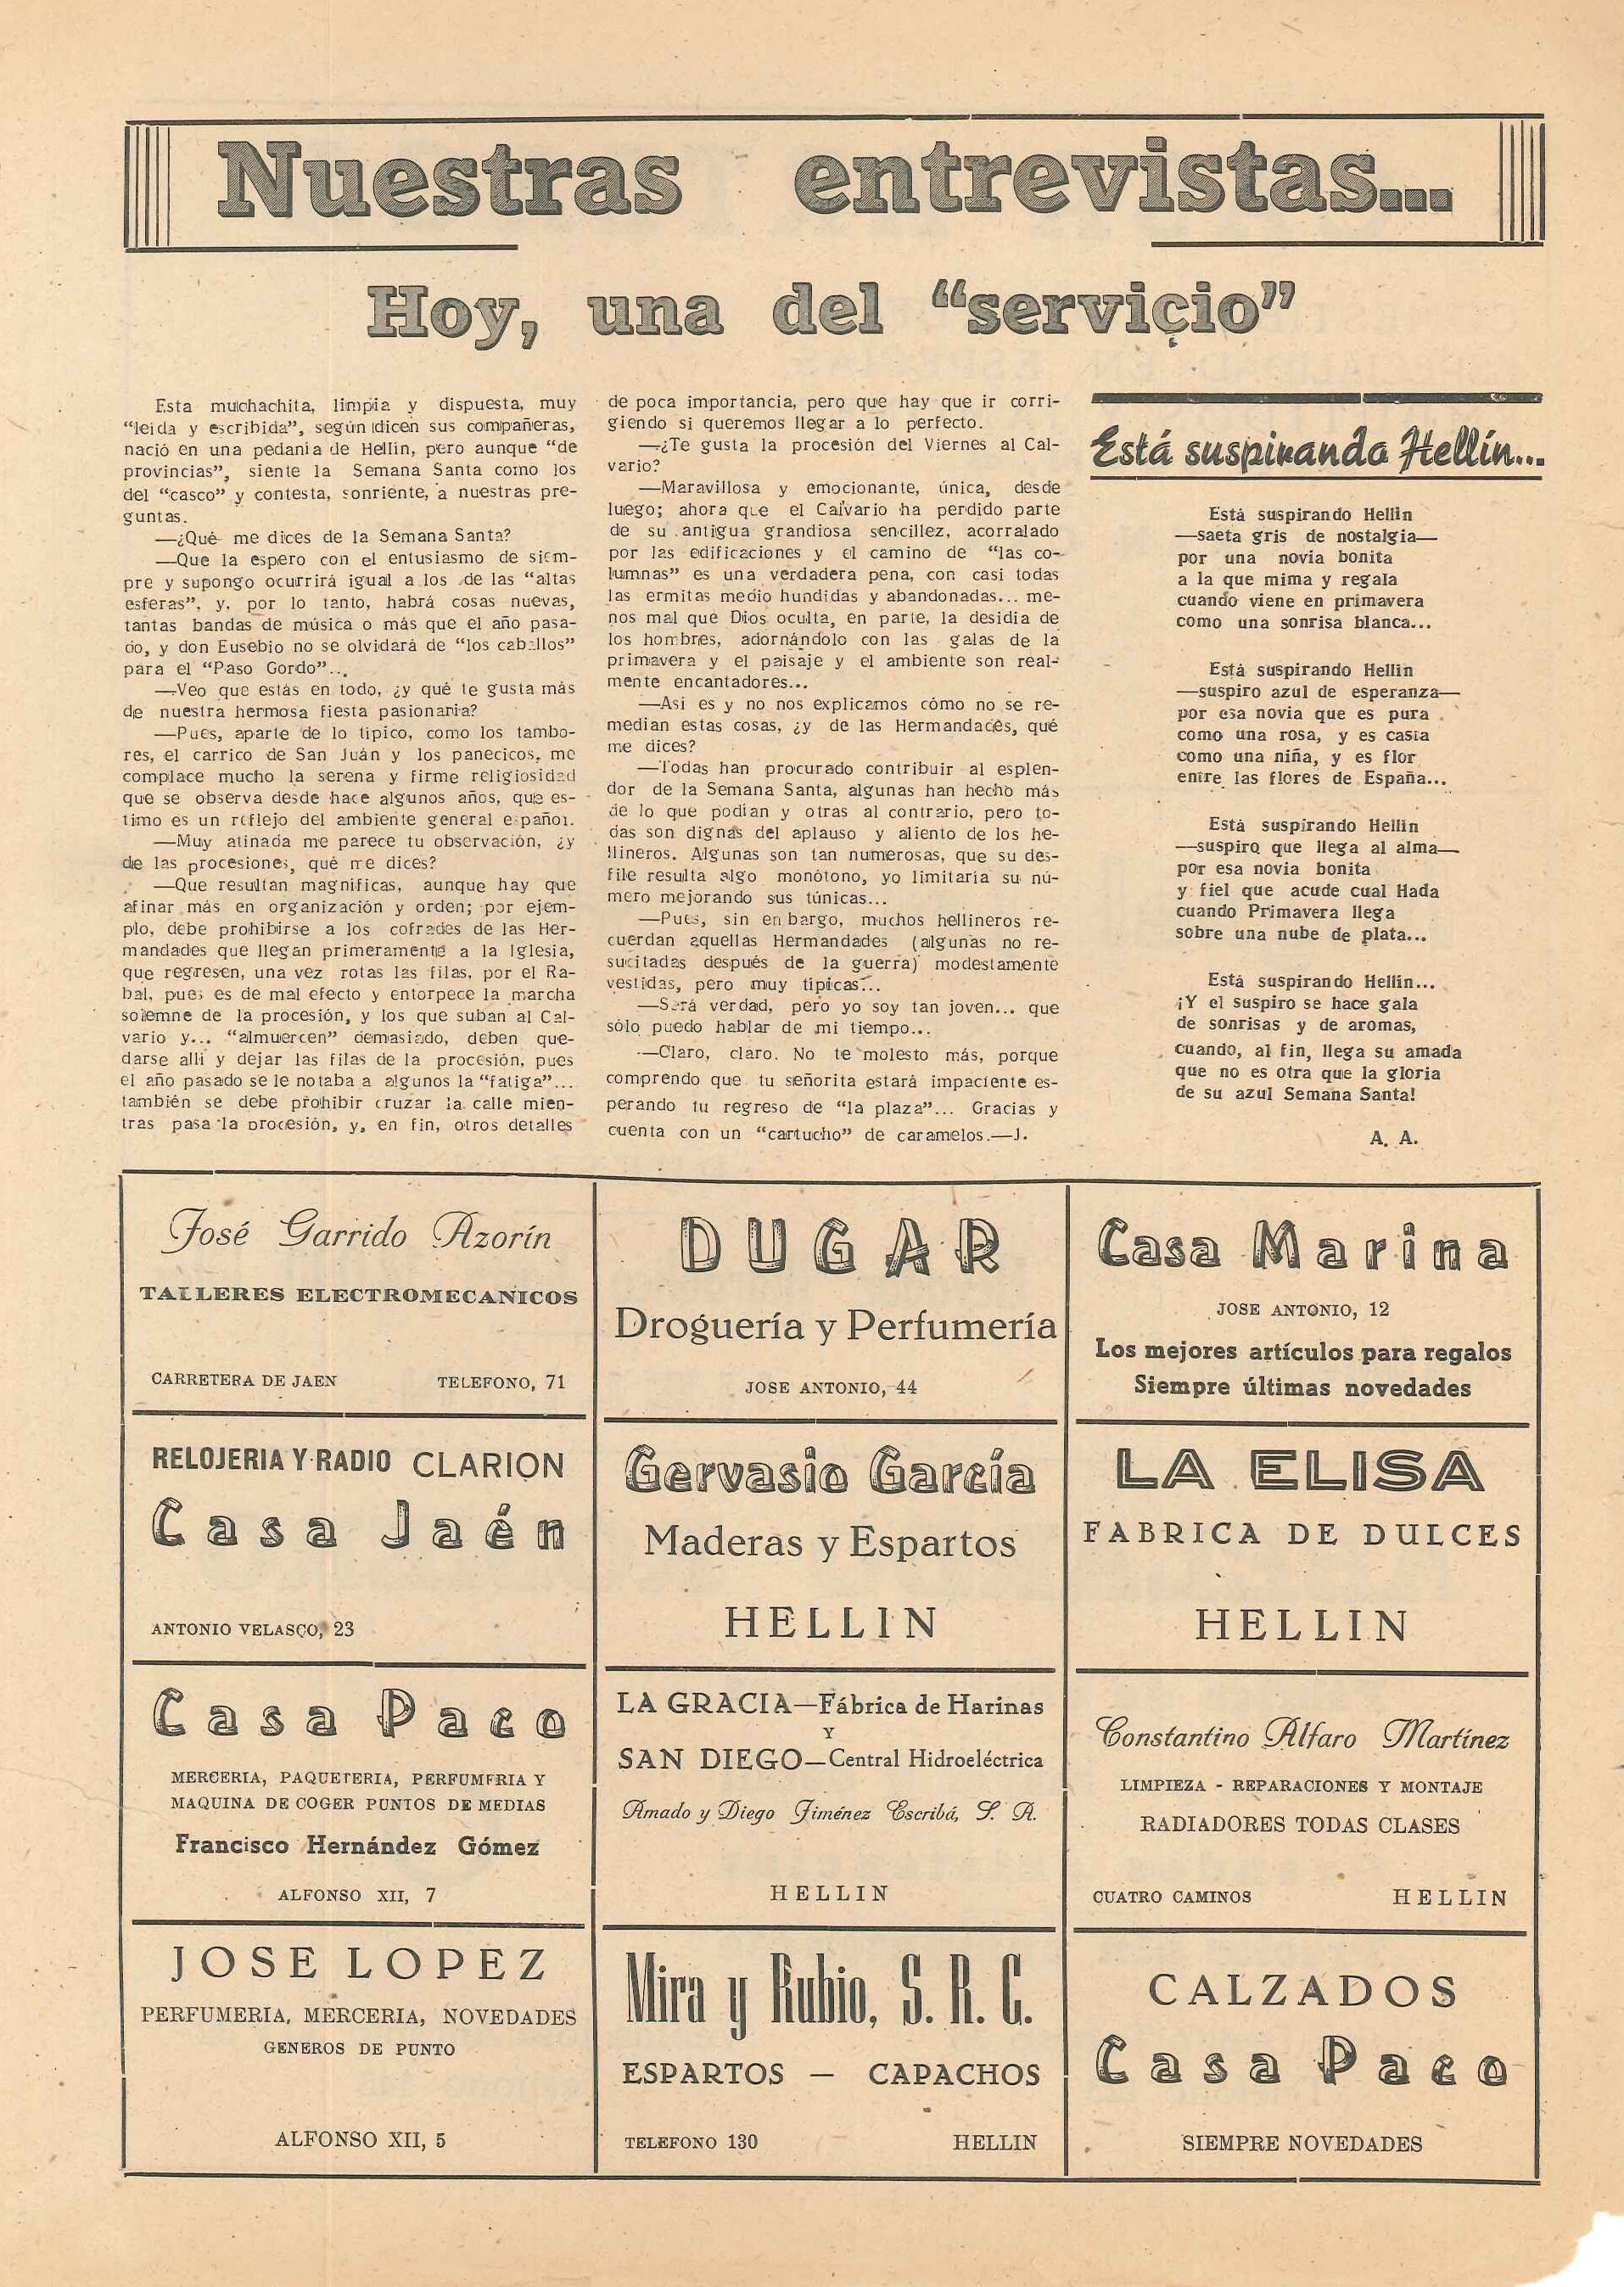 Nuestras entrevistas...
Hoy, una del "serviçio"
Esta muchachita, limpia y dispuesta, muy
"leída y escribida", según dicen sus compañeras,
nació en una pedanía de Hellín, pero aunque "de
provincias", siente la Semana Santa como los
del "casco" y contesta, sonriente, a nuestras pre-
guntas.
—¿Qué me dices de la Semana Santa?
—Que la espero con el entusiasmo de siem-
pre y supongo ocurrirá igual a los de las "altas
esferas", y, por lo tanto, habrá cosas nuevas,
tantas bandas de música o más que el año pasa-
do, y don Eusebio no se olvidará de "los caballos"
para el "Paso Gordo"...
—Veo que estás en todo, ¿y qué te gusta más
de nuestra hermosa fiesta pasionaria?
—Pues, aparte de lo típico, como los tambo-
res, el carrico de San Juán y los panecicos, me
complace mucho la serena y firme religiosidad
que se observa desde hace algunos años, que es-
timo es un reflejo del ambiente general español.
—Muy atinada me parece tu observación, ¿y
de las procesiones, qué me dices?
—Que resultan magníficas, aunque hay que
afinar más en organización y orden; por ejem-
plo, debe prohibirse a los cofrades de las Her-
mandades que llegan primeramente a la Iglesia,
que regresen, una vez rotas las filas, por el Ra-
bal, pues es de mal efecto y entorpece la marcha
solemne de la procesión, y los que suban al Cal-
vario y... "almuercen" demasiado, deben que-
darse allí y dejar las filas de la procesión, pues
el año pasado se le notaba a algunos la "fatiga"...
también se debe prohibir cruzar la calle mien-
tras pasa la procesión, y, en fin, otros detalles
de poca importancia, pero que hay que ir corri-
giendo si queremos llegar a lo perfecto.
—¿Te gusta la procesión del Viernes al Cal-
vario?
—Maravillosa y emocionante, única, desde
luego; ahora que el Calvario ha perdido parte
de su antigua grandiosa sencillez, acorralado
por las edificaciones y el camino de "las co-
lumnas" es una verdadera pena, con casi todas
las ermitas medio hundidas y abandonadas... me-
nos mal que Dios oculta, en parte, la desidia de
los hombres, adornándolo con las galas de la
primavera y el paisaje y el ambiente son real-
mente encantadores...
—Así es y no nos explicamos cómo no se re-
median estas cosas, ¿y de las Hermandades, qué
me dices?
—Todas han procurado contribuir al esplen-
dor de la Semana Santa, algunas han hecho más
de lo que podían y otras al contrario, pero to-
das son dignas del aplauso y aliento de los he-
llineros. Algunas son tan numerosas, que su des-
file resulta algo monótono, yo limitaría su nú-
mero mejorando sus túnicas...
—Pues, sin enbargo, muchos hellineros re-
cuerdan aquellas Hermandades (algunas no re-
sucitadas después de la guerra) modestamente
vestidas, pero muy típicas...
—Será verdad, pero yo soy tan joven... que
sólo puedo hablar de mi tiempo...
—Claro, claro. No te molesto más, porque
comprendo que tu señorita estará impaciente es-
perando tu regreso de "la plaza"... Gracias y
cuenta con un "cartucho" de caramelos.—J.
Está suspirando Hellín...
Está suspirando Hellín
—saeta gris de nostalgia—
por una novia bonita
a la que mima y regala
cuando viene en primavera
como una sonrisa blanca...
Está suspirando Hellín
—suspiro azul de esperanza—
por esa novia que es pura
como una rosa, y es casta
como una niña, y es flor
entre las flores de España...
Está suspirando Hellín
—suspiro que llega al alma—
por esa novia bonita
y fiel que acude cual Hada
cuando Primavera llega
sobre una nube de plata...
Está suspirando Hellín...
¡Y el suspiro se hace gala
de sonrisas y de aromas,
cuando, al fin, llega su amada
que no es otra que la gloria
de su azul Semana Santa!
A. A.
José Garrido Azorín
TALLERES ELECTROMECANICOS
CARRETERA DE JAEN TELEFONO, 71
DUGAR
Droguería y Perfumería
JOSE ANTONIO, 44
Casa Marina
JOSE ANTONIO, 12
Los mejores artículos para regalos
Siempre últimas novedades
RELOJERIA Y RADIO CLARION
Casa Jaén
ANTONIO VELASCO, 23
Gervasio García
Maderas y Espartos
HELLIN
LA ELISA
FABRICA DE DULCES
HELLIN
Casa Paco
MERCERIA, PAQUETERIA, PERFUMERIA Y
MAQUINA DE COGER PUNTOS DE MEDIAS
Francisco Hernández Gómez
ALFONSO XII, 7
LA GRACIA—Fábrica de Harinas
Y
SAN DIEGO—Central Hidroeléctrica
Amado y Diego Jiménez Escribá, S. A.
HELLIN
Constantino Alfaro Martínez
LIMPIEZA - REPARACIONES Y MONTAJE
RADIADORES TODAS CLASES
CUATRO CAMINOS HELLIN
JOSE LOPEZ
PERFUMERIA, MERCERIA, NOVEDADES
GENEROS DE PUNTO
ALFONSO XII, 5
Mira y Rubio, S. R. C.
ESPARTOS — CAPACHOS
TELEFONO 130 HELLIN
CALZADOS
Casa Paco
SIEMPRE NOVEDADES